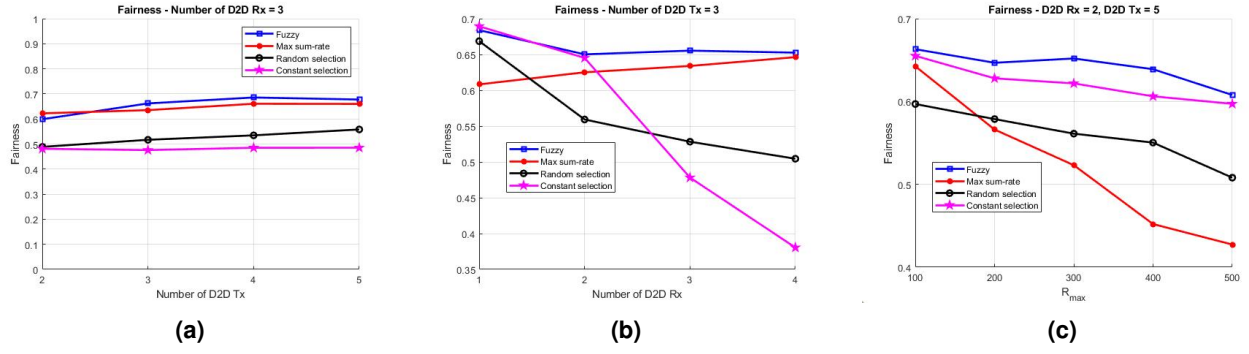 Fairness - Number of D2D Rx = 3
1
0.9
0.8
0.7
0.6
0.5
0.4
0.3
0.2
0.1
0
Fairness
Fuzzy
Max sum-rate
Random selection
Constant selection
2 3 4 5
Number of D2D Tx
(a)
Fairness - Number of D2D Tx = 3
0.7
0.65
0.6
0.55
0.5
0.45
0.4
0.35
Fairness
Fuzzy
Max sum-rate
Random selection
Constant selection
1 2 3 4
Number of D2D Rx
(b)
Fairness - D2D Rx = 2, D2D Tx = 5
0.7
0.6
0.5
0.4
Fairness
Fuzzy
Max sum-rate
Random selection
Constant selection
100 200 300 400 500
R_max
(c)